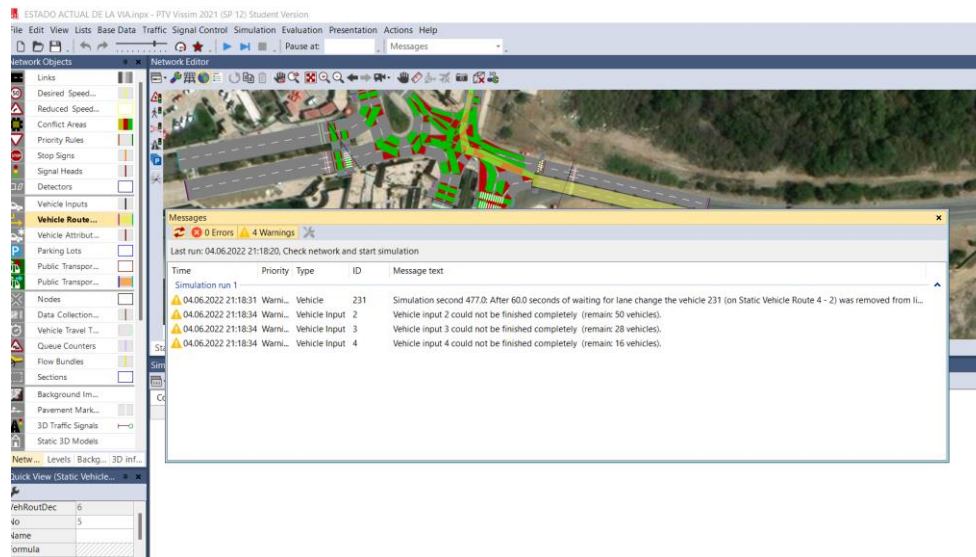 ESTADO ACTUAL DE LA VIA.inpx - PTV Vissim 2021 (SP 12) Student Version
File Edit View Lists Base Data Traffic Signal Control Simulation Evaluation Presentation Actions Help
Pause at: Messages
Network Objects
Network Editor
Links
Desired Speed...
Reduced Speed...
Conflict Areas
Priority Rules
Stop Signs
Signal Heads
Detectors
Vehicle Inputs
Vehicle Route...
Vehicle Attribut...
Parking Lots
Public Transpor...
Public Transpor...
Nodes
Data Collection...
Vehicle Travel T...
Queue Counters
Flow Bundles
Sections
Background Im...
Pavement Mark...
3D Traffic Signals
Static 3D Models
Netw... Levels Backg... 3D inf...
Quick View (Static Vehicle...
VehRoutDec 6
No 5
Name
Formula
Messages
0 Errors 4 Warnings
Last run: 04.06.2022 21:18:20, Check network and start simulation
Time Priority Type ID Message text
Simulation run 1
04.06.2022 21:18:31 Warni... Vehicle 231 Simulation second 477.0: After 60.0 seconds of waiting for lane change the vehicle 231 (on Static Vehicle Route 4 - 2) was removed from li...
04.06.2022 21:18:34 Warni... Vehicle Input 2 Vehicle input 2 could not be finished completely (remain: 50 vehicles).
04.06.2022 21:18:34 Warni... Vehicle Input 3 Vehicle input 3 could not be finished completely (remain: 28 vehicles).
04.06.2022 21:18:34 Warni... Vehicle Input 4 Vehicle input 4 could not be finished completely (remain: 16 vehicles).